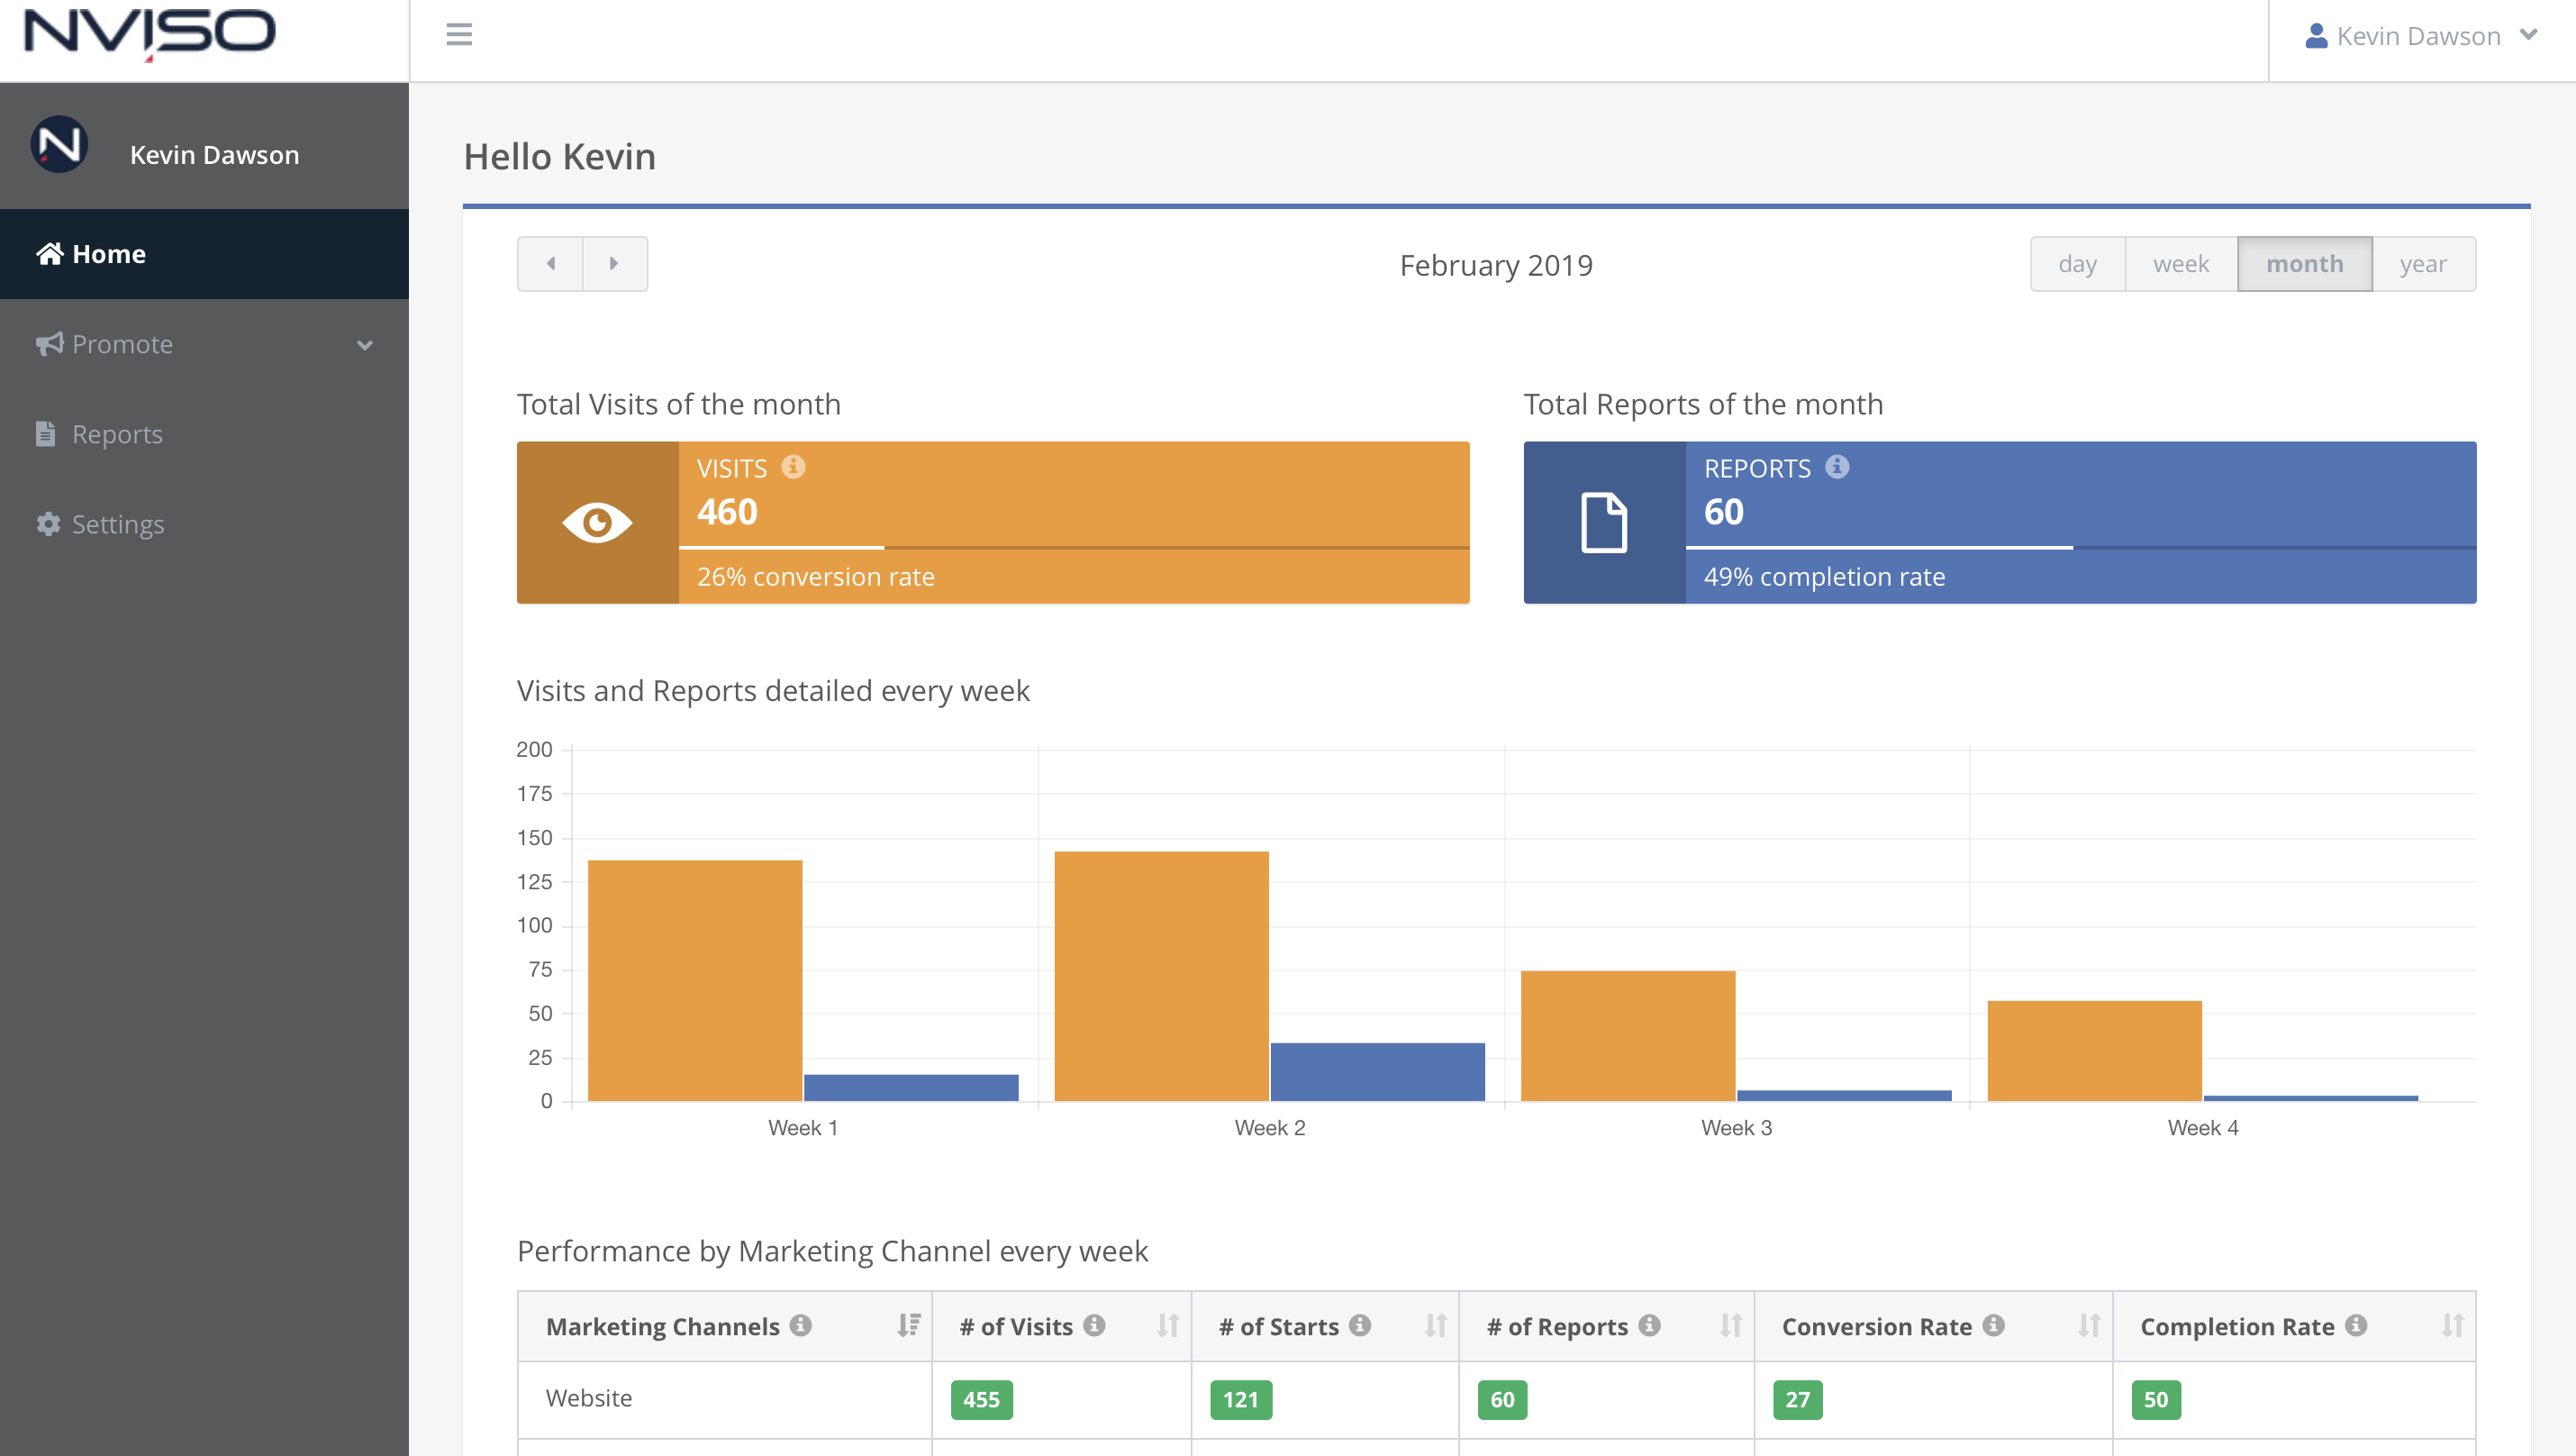 NVISO
Kevin Dawson
Kevin Dawson
Home
Promote
Reports
Settings
Hello Kevin
February 2019
day week month year
Total Visits of the month
VISITS
460
26% conversion rate
Total Reports of the month
REPORTS
60
49% completion rate
Visits and Reports detailed every week
200
175
150
125
100
75
50
25
0
Week 1 Week 2 Week 3 Week 4
Performance by Marketing Channel every week
Marketing Channels # of Visits # of Starts # of Reports Conversion Rate Completion Rate
Website 455 121 60 27 50